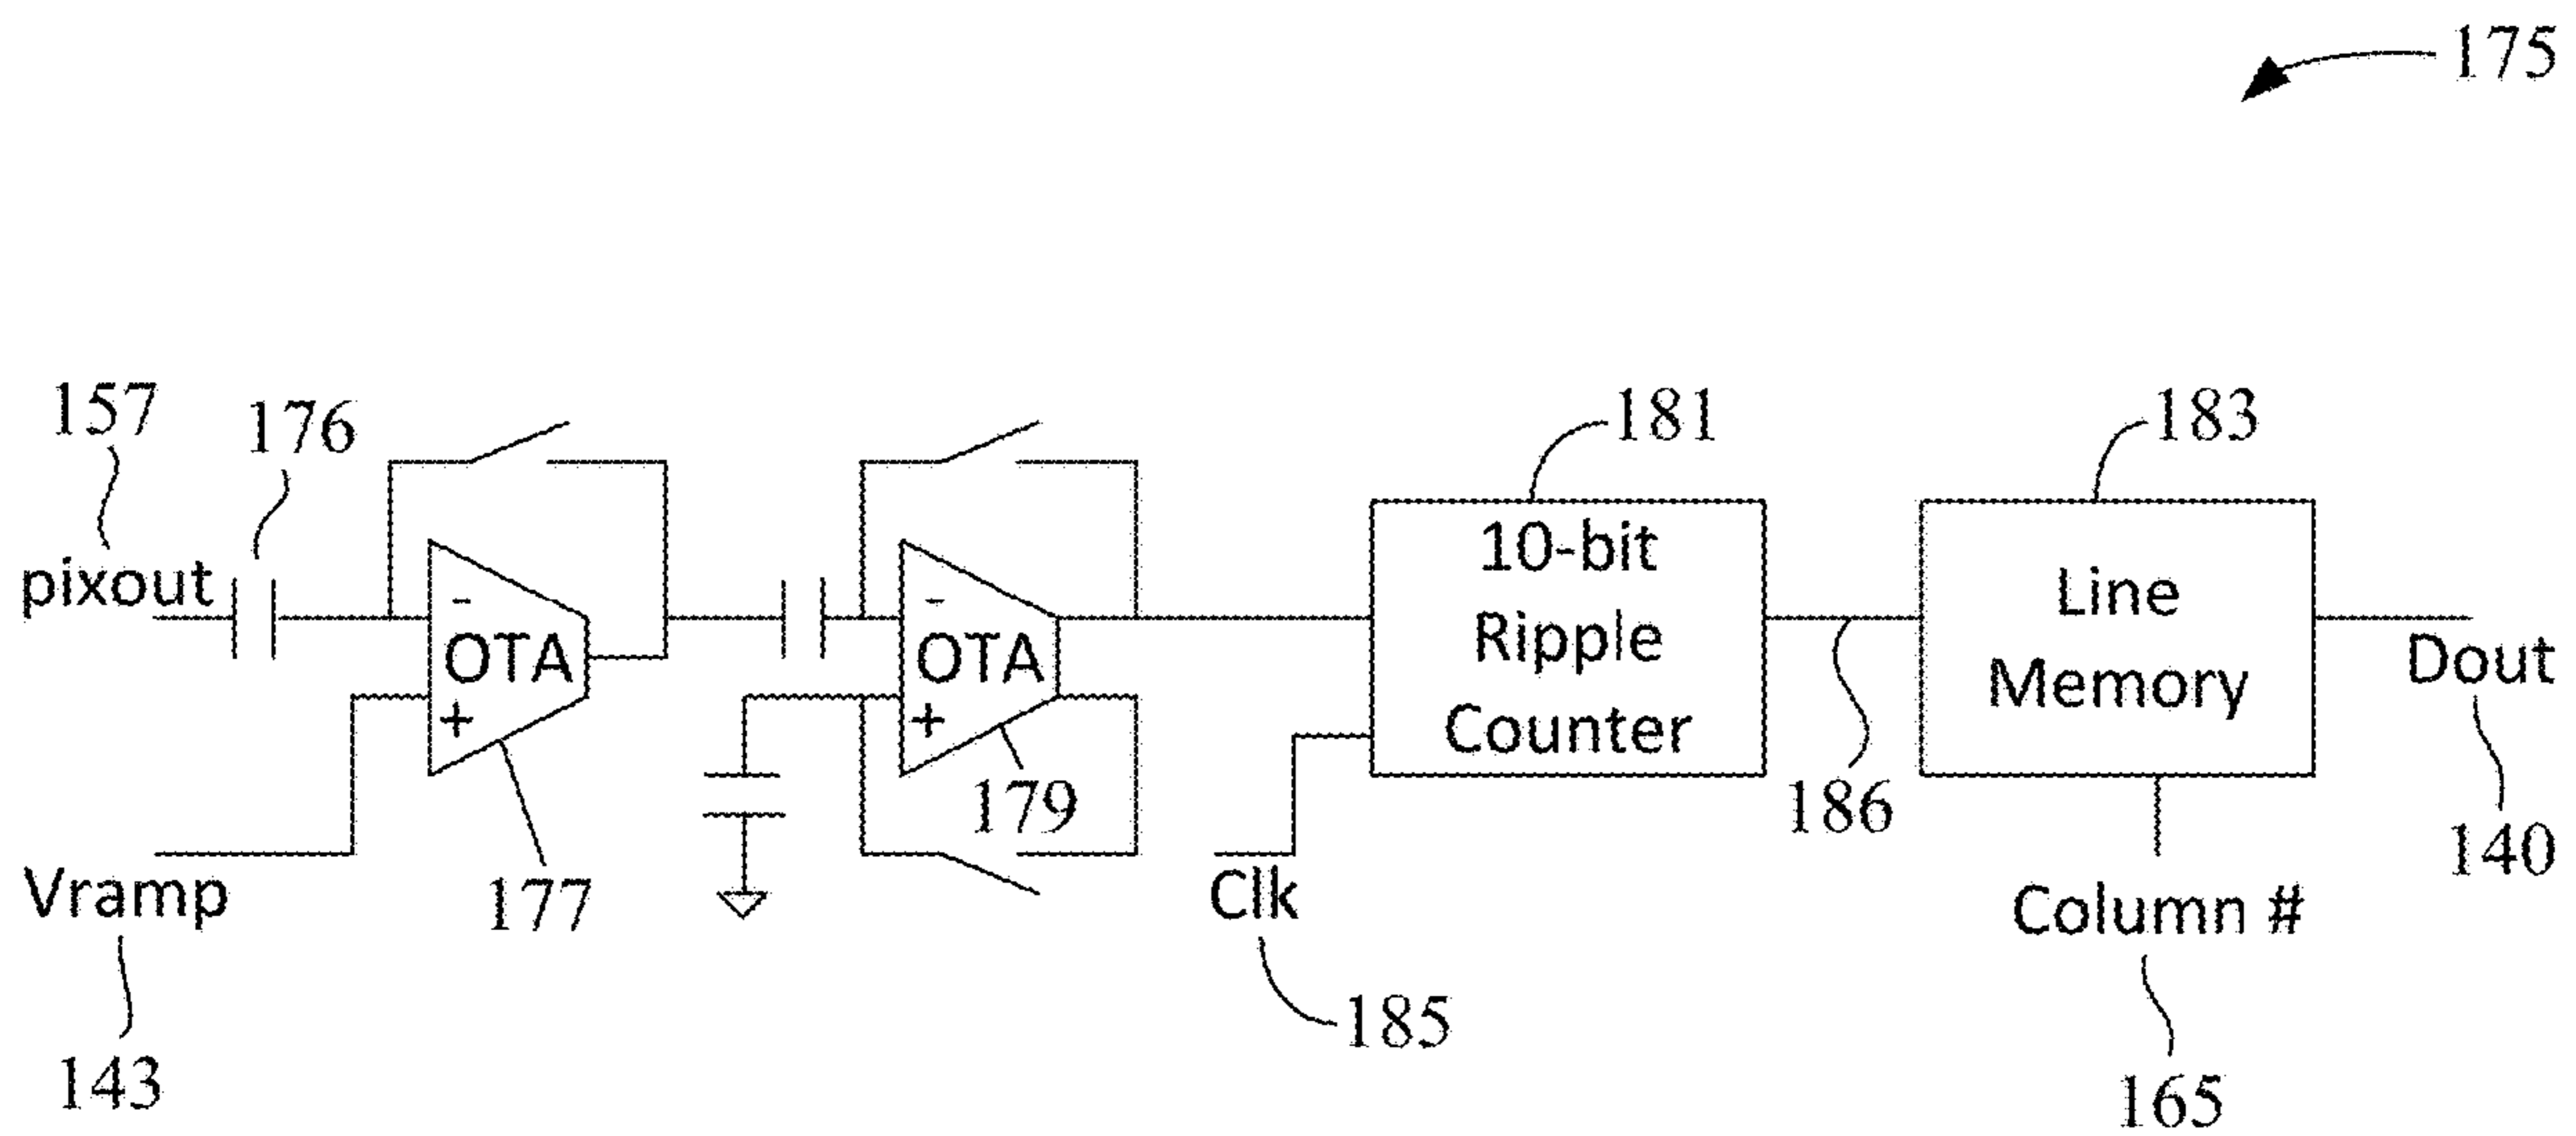 175
157
176
181
183
pixout
-
OTA
+
-
OTA
+
10-bit
Ripple
Counter
Line
Memory
Dout
177
179
186
140
Vramp
Clk
Column #
143
185
165